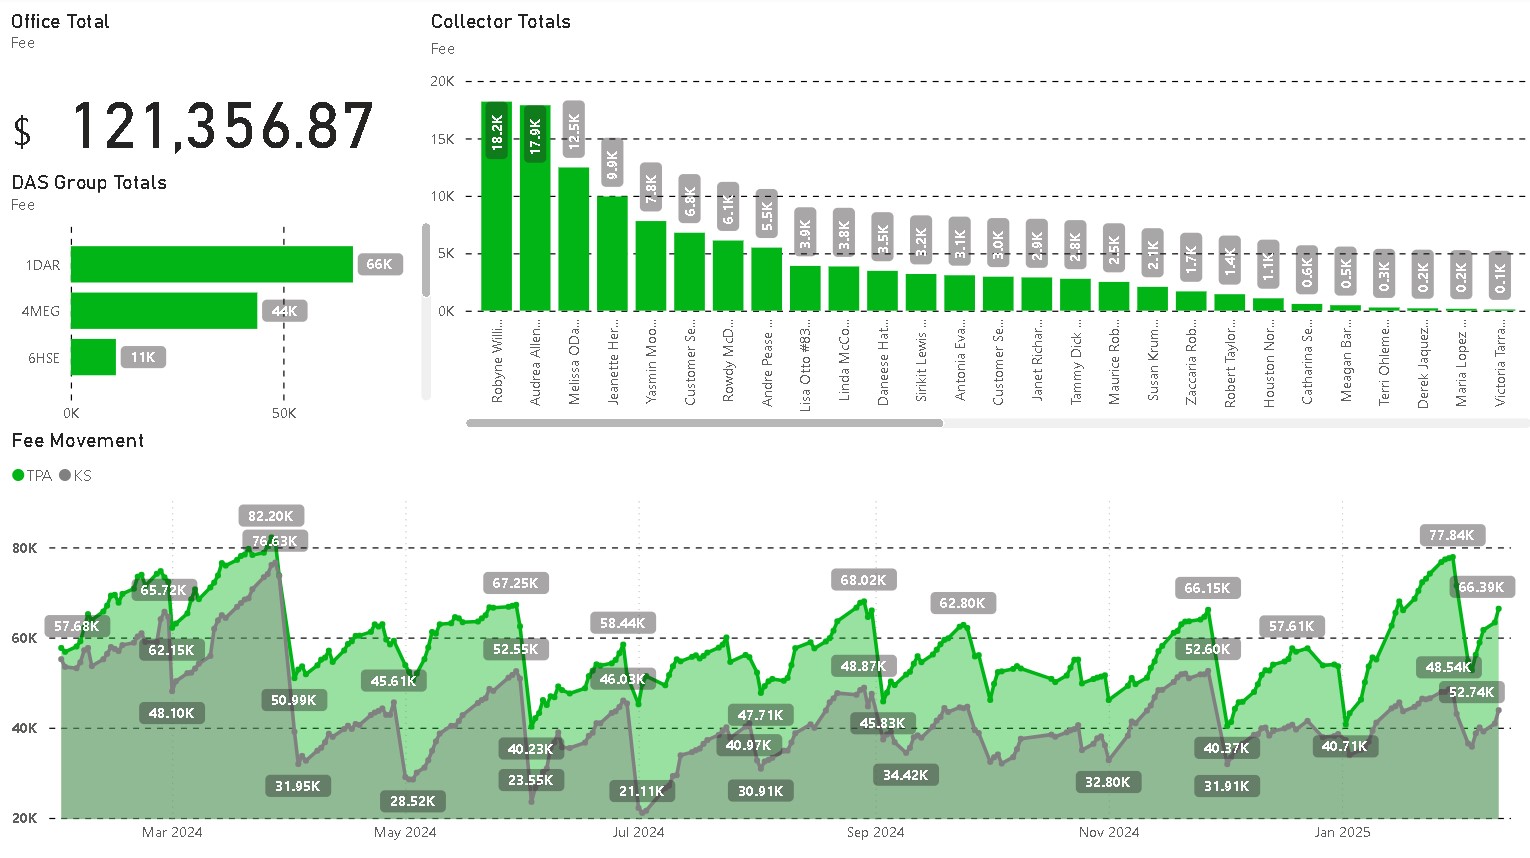 Office Total
Fee
$ 121,356.87
DAS Group Totals
Fee
1DAR
66K
4MEG
44K
6HSE
11K
0K
50K
Collector Totals
Fee
20K
15K
10K
5K
0K
18.2K
17.9K
12.5K
9.9K
7.8K
6.8K
6.1K
5.5K
3.9K
3.8K
3.5K
3.2K
3.1K
3.0K
2.9K
2.8K
2.5K
2.1K
1.7K
1.4K
1.1K
0.6K
0.5K
0.3K
0.2K
0.2K
0.1K
Robyne Willi...
Audrea Allen...
Melissa ODa...
Jeanette Her...
Yasmin Moo...
Customer Se...
Rowdy McD...
Andre Pease ...
Lisa Otto #83...
Linda McCo...
Daneese Hat...
Sirikit Lewis ...
Antonia Eva...
Customer Se...
Janet Richar...
Tammy Dick ...
Maurice Rob...
Susan Krum...
Zaccaria Rob...
Robert Taylor...
Houston Nor...
Catharina Se...
Meagan Bar...
Terri Ohleme...
Derek Jaquez...
Maria Lopez ...
Victoria Tarra...
Fee Movement
TPA KS
80K
60K
40K
20K
57.63K
65.72K
62.15K
48.10K
82.20K
76.63K
50.99K
31.95K
45.61K
28.52K
67.25K
52.55K
40.23K
23.55K
58.44K
46.03K
21.11K
47.71K
40.97K
30.91K
68.02K
48.87K
45.83K
34.42K
62.80K
32.80K
66.15K
52.60K
40.37K
31.91K
57.61K
40.71K
77.84K
66.39K
48.54K
52.74K
Mar 2024
May 2024
Jul 2024
Sep 2024
Nov 2024
Jan 2025